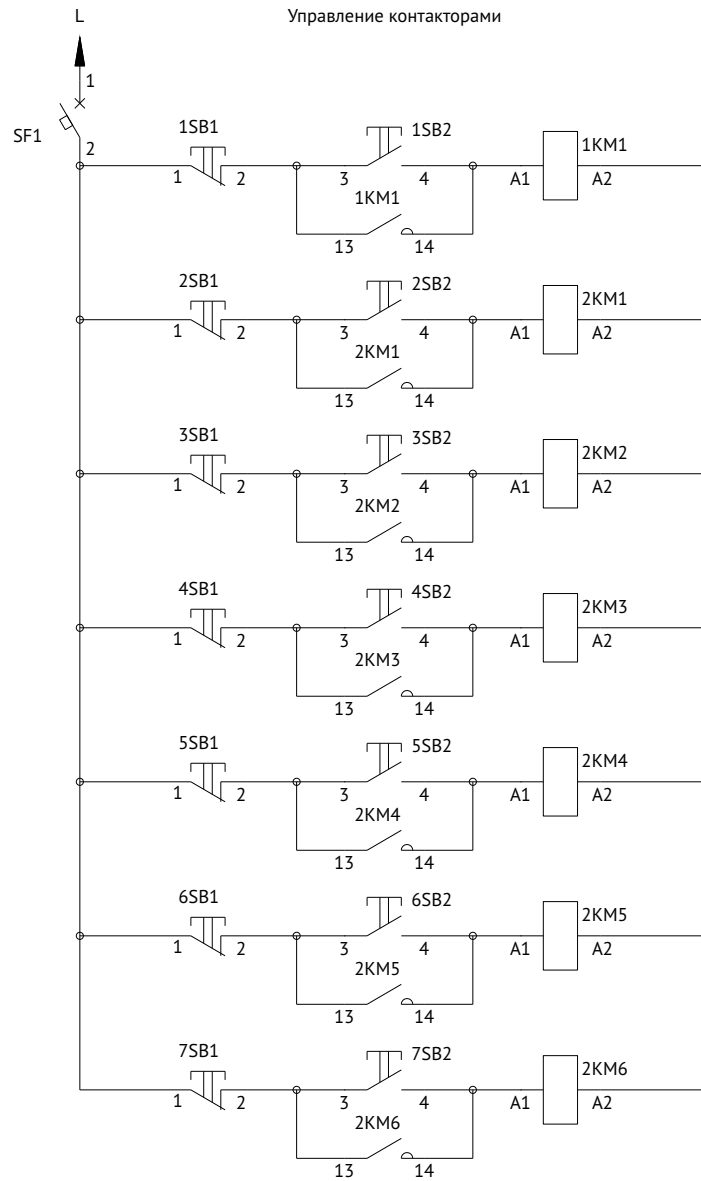 L
Управление контакторами
1
SF1
2
1SB1
1SB2
1KM1
1
2
3
4
A1
A2
1KM1
13
14
2SB1
2SB2
2KM1
1
2
3
4
A1
A2
2KM1
13
14
3SB1
3SB2
2KM2
1
2
3
4
A1
A2
2KM2
13
14
4SB1
4SB2
2KM3
1
2
3
4
A1
A2
2KM3
13
14
5SB1
5SB2
2KM4
1
2
3
4
A1
A2
2KM4
13
14
6SB1
6SB2
2KM5
1
2
3
4
A1
A2
2KM5
13
14
7SB1
7SB2
2KM6
1
2
3
4
A1
A2
2KM6
13
14